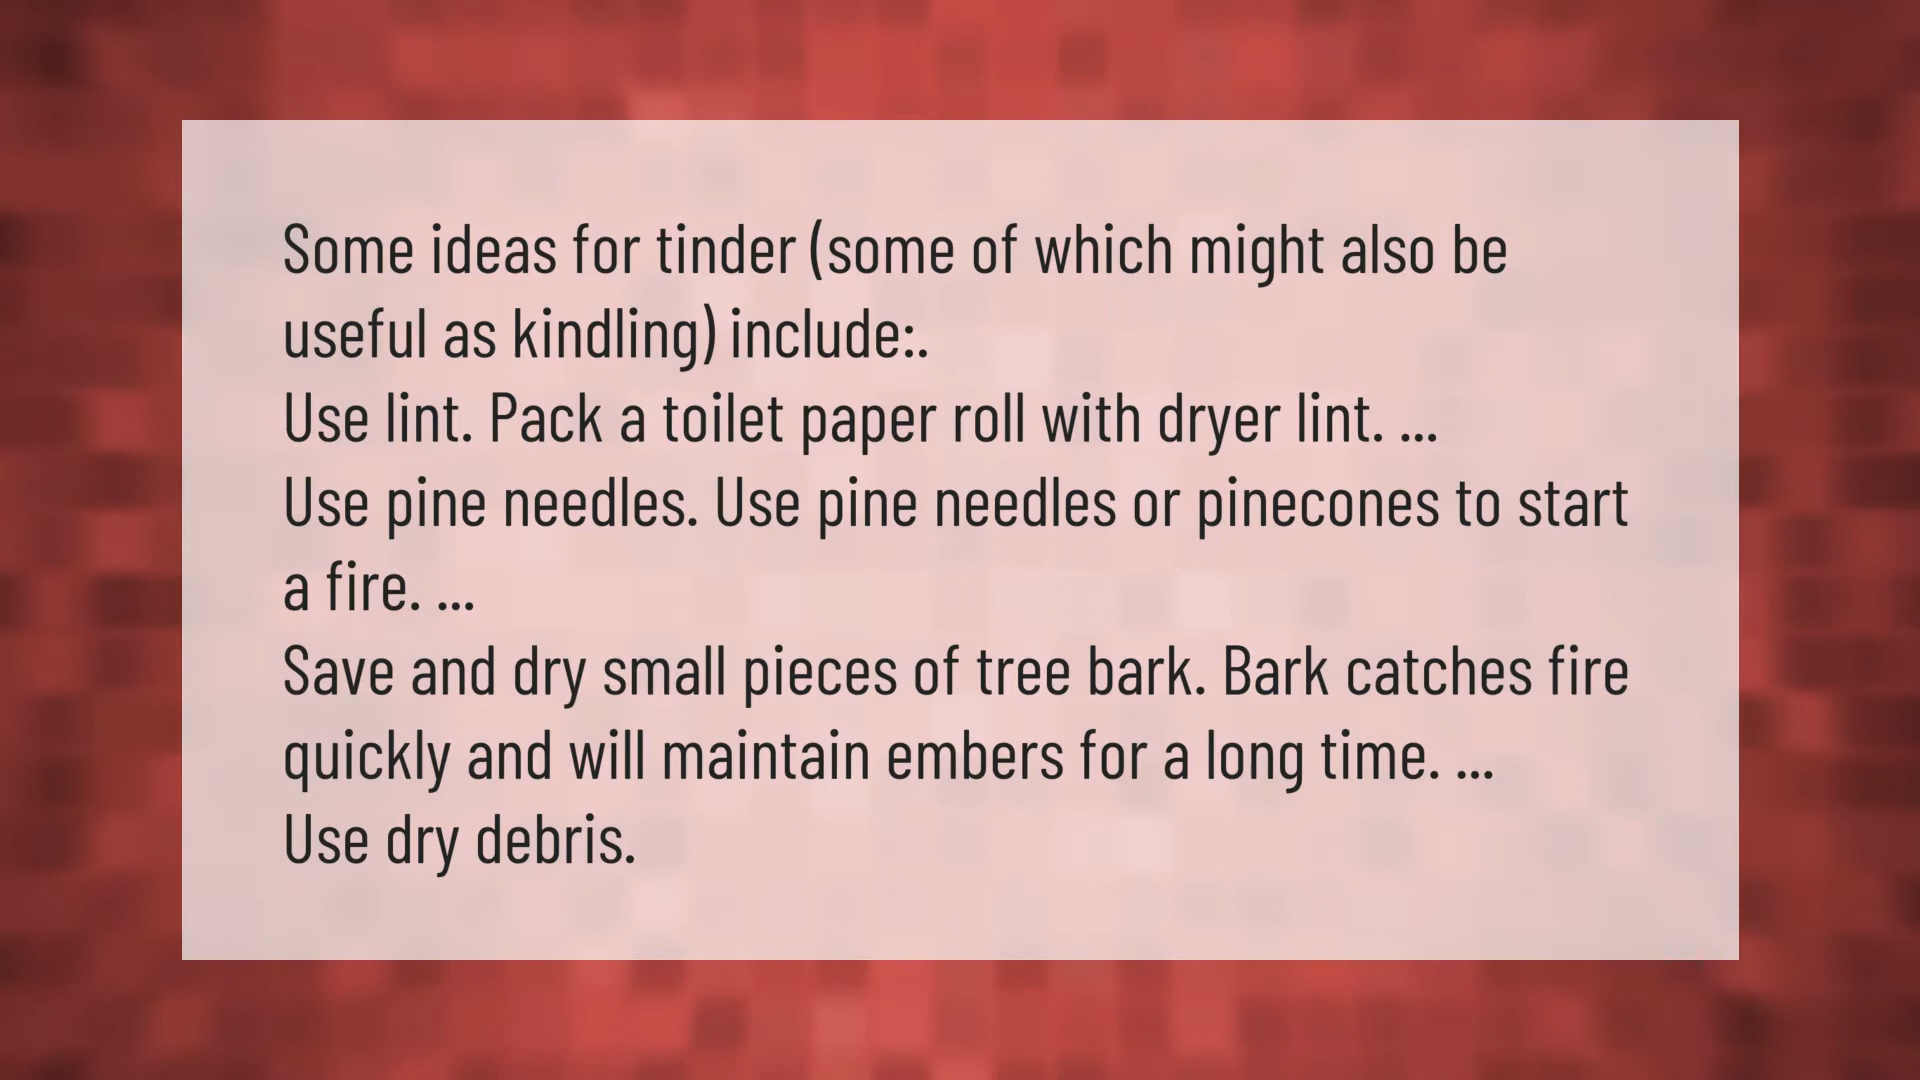 Some ideas for tinder (some of which might also be
useful as kindling) include:.
Use lint. Pack a toilet paper roll with dryer lint. ...
Use pine needles. Use pine needles or pinecones to start
a fire. ...
Save and dry small pieces of tree bark. Bark catches fire
quickly and will maintain embers for a long time. ...
Use dry debris.